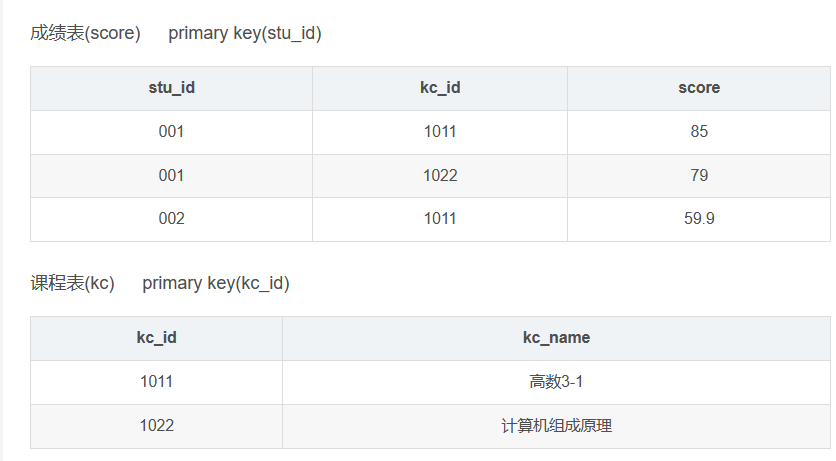 成绩表(score) primary key(stu_id)
stu_id kc_id score
001 1011 85
001 1022 79
002 1011 59.9
课程表(kc) primary key(kc_id)
kc_id kc_name
1011 高数3-1
1022 计算机组成原理